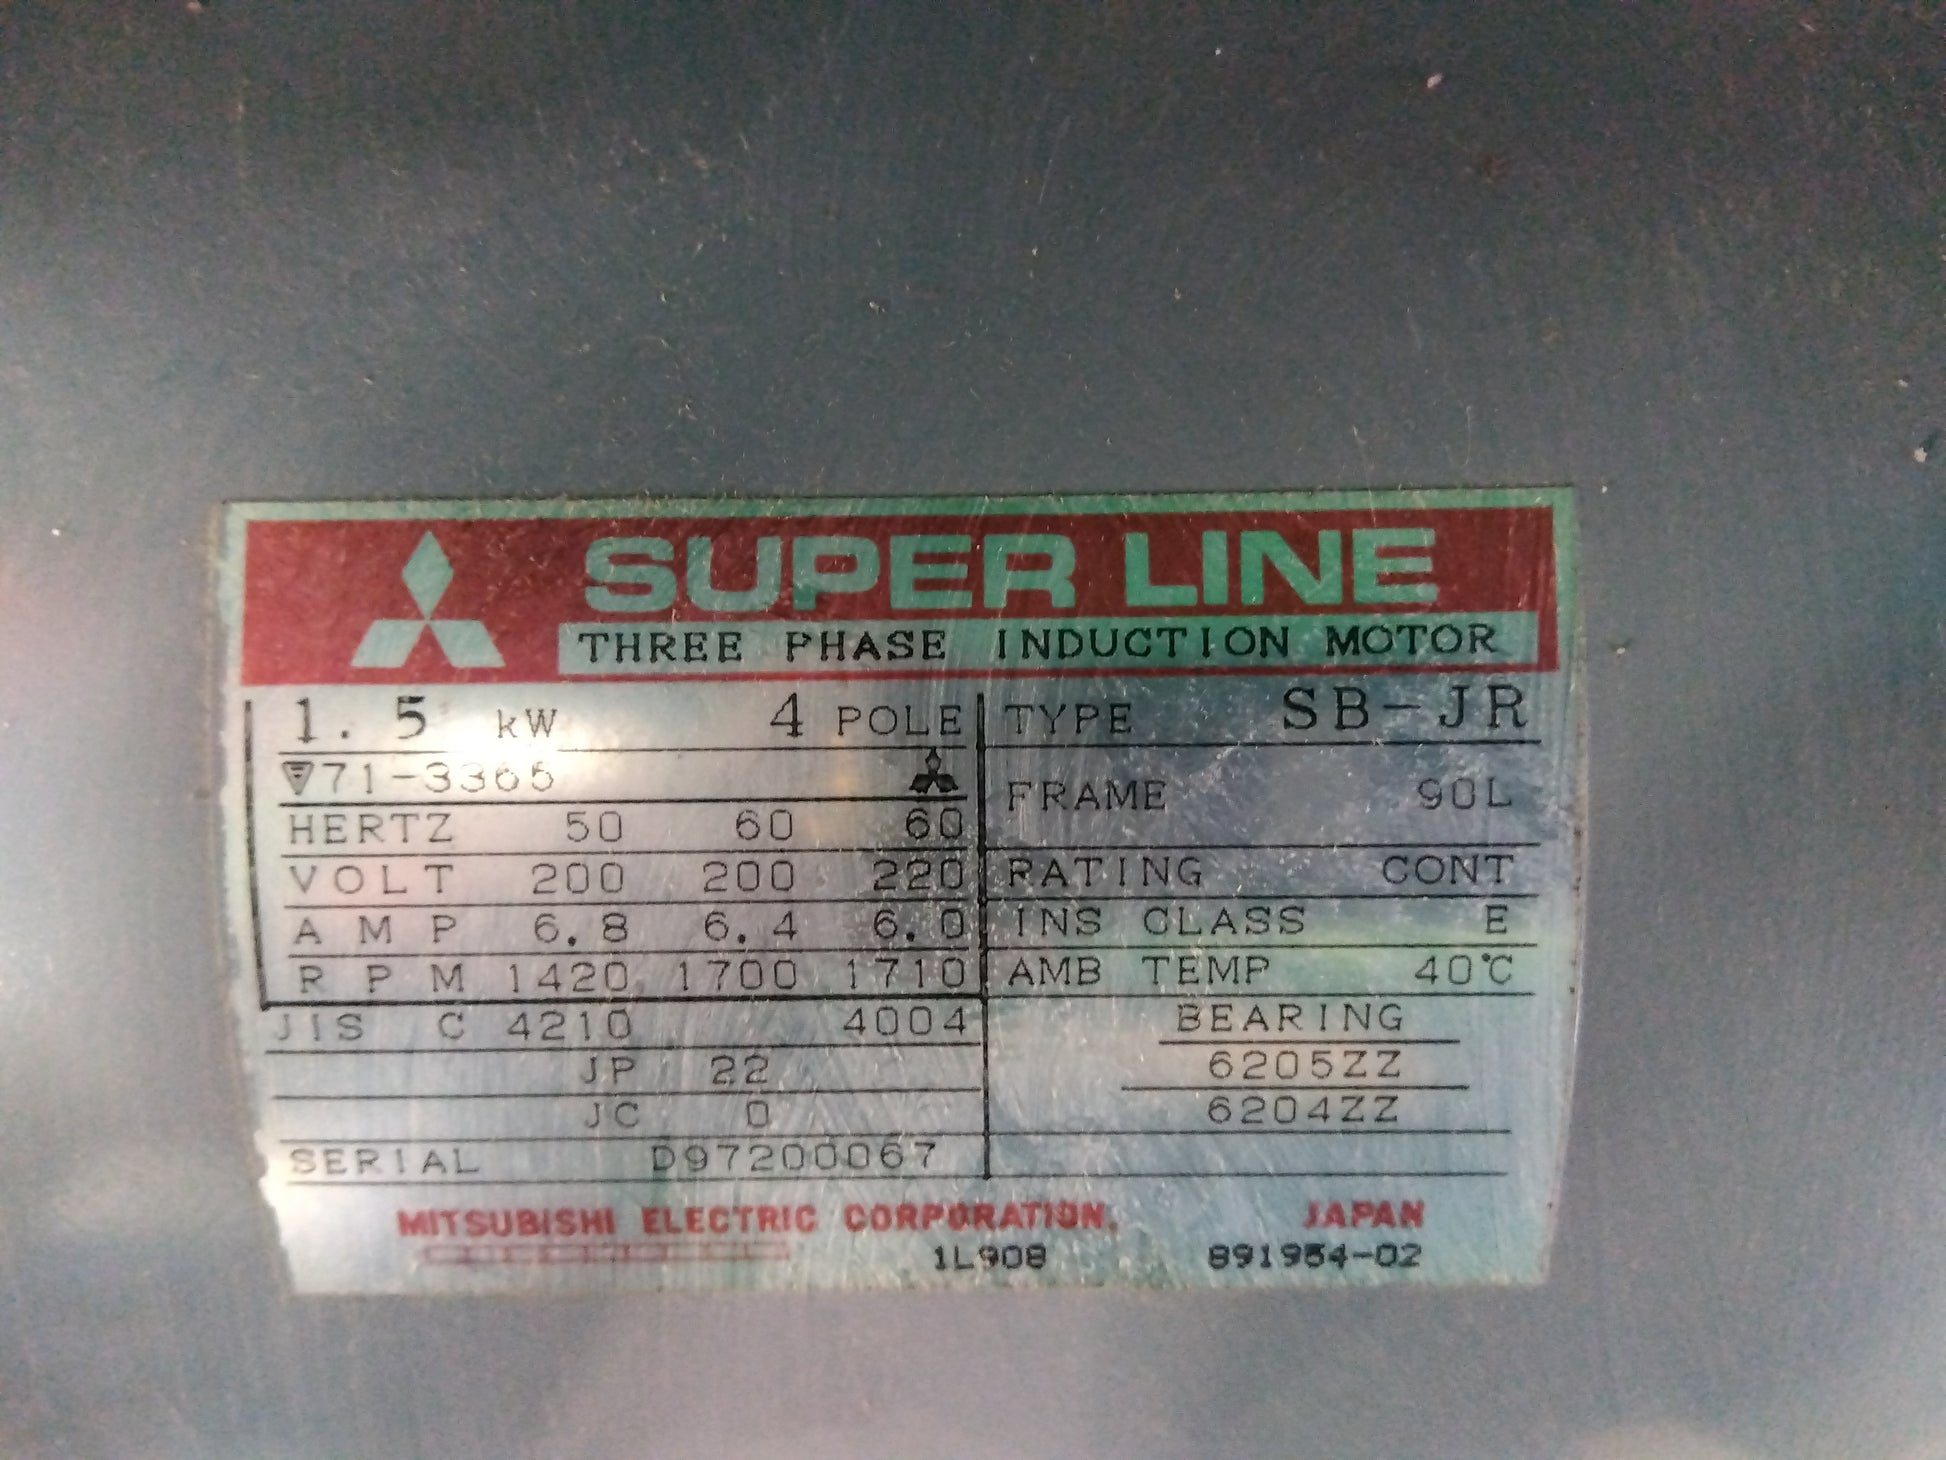 SUPER LINE
THREE PHASE INDUCTION MOTOR
1.5 kW 4 POLE
71-3365
HERTZ 50 60 60
VOLT 200 200 220
AMP 6.8 6.4 6.0
RPM 1420 1700 1710
JIS C 4210 4004
JP 22
JC 0
SERIAL D97200067
TYPE SB-JR
FRAME 90L
RATING CONT
INS CLASS E
AMB TEMP 40°C
BEARING
6205ZZ
6204ZZ
MITSUBISHI ELECTRIC CORPORATION. JAPAN
1L908 891954-02